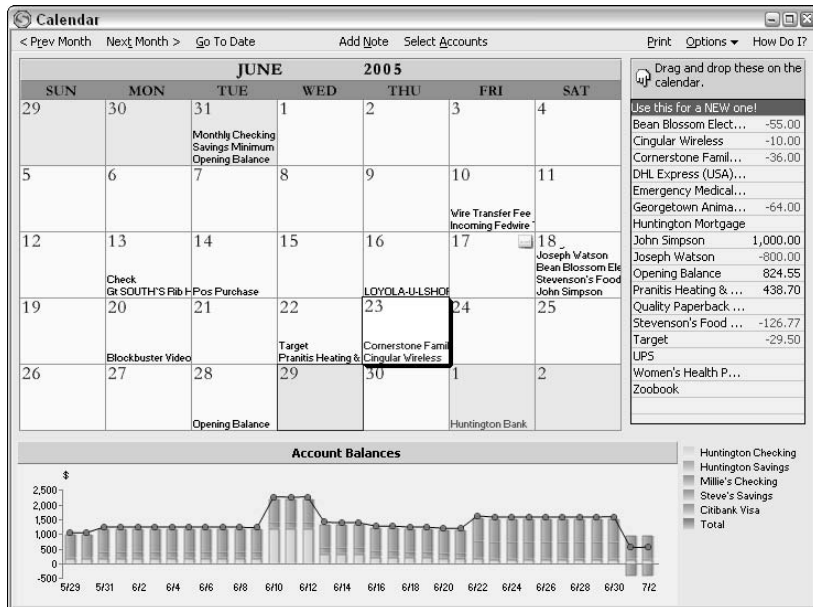 Calendar
< Prev Month Next Month > Go To Date Add Note Select Accounts Print Options How Do I?
JUNE 2005
SUN MON TUE WED THU FRI SAT
29 30 31 1 2 3 4
Monthly Checking
Savings Minimum
Opening Balance
5 6 7 8 9 10 11
Wire Transfer Fee
Incoming Fedwire
12 13 14 15 16 17 18
Joseph Watson
Bean Blossom Ele
Check Stevenson's Food
Gt SOUTH'S Rib H Pos Purchase LOYOLA-U-LSHOP John Simpson
19 20 21 22 23 24 25
Target Cornerstone Famil
Blockbuster Video Pranitis Heating & Cingular Wireless
26 27 28 29 30 1 2
Opening Balance Huntington Bank
Drag and drop these on the
calendar.
Use this for a NEW one!
Bean Blossom Elect... -55.00
Cingular Wireless -10.00
Cornerstone Famil... -36.00
DHL Express (USA)...
Emergency Medical...
Georgetown Anima... -64.00
Huntington Mortgage
John Simpson 1,000.00
Joseph Watson -800.00
Opening Balance 824.55
Pranitis Heating & ... 438.70
Quality Paperback ...
Stevenson's Food ... -126.77
Target -29.50
UPS
Women's Health P...
Zoobook
Account Balances
$
2,500
2,000
1,500
1,000
500
0
-500
5/29 5/31 6/2 6/4 6/6 6/8 6/10 6/12 6/14 6/16 6/18 6/20 6/22 6/24 6/26 6/28 6/30 7/2
Huntington Checking
Huntington Savings
Millie's Checking
Steve's Savings
Citibank Visa
Total